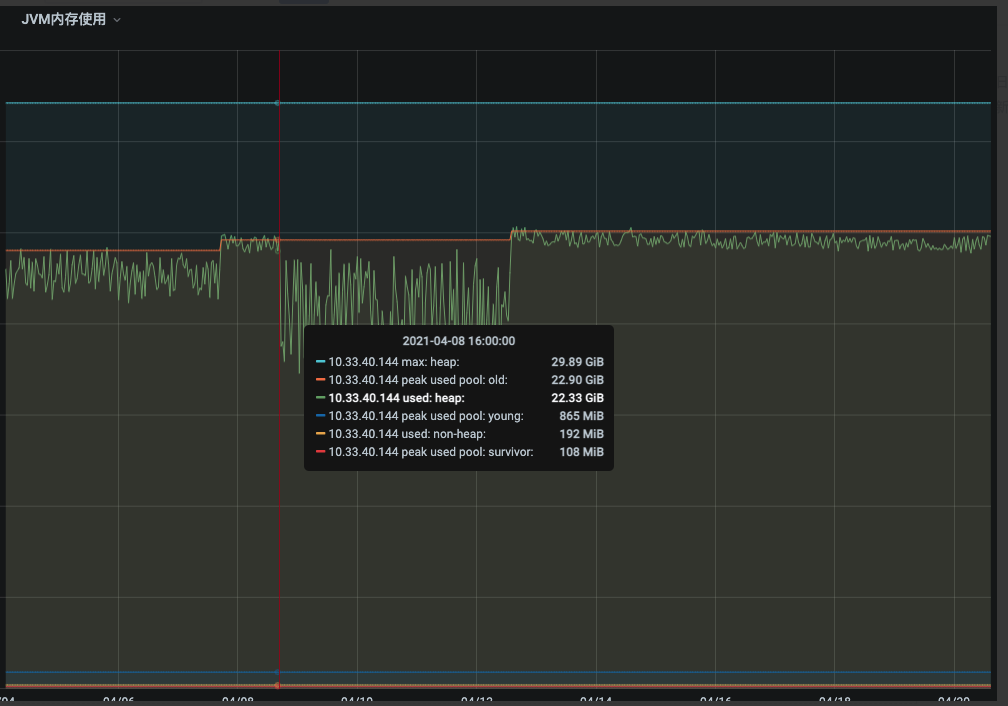 JVM内存使用
2021-04-08 16:00:00
10.33.40.144 max: heap: 29.89 GiB
10.33.40.144 peak used pool: old: 22.90 GiB
10.33.40.144 used: heap: 22.33 GiB
10.33.40.144 peak used pool: young: 865 MiB
10.33.40.144 used: non-heap: 192 MiB
10.33.40.144 peak used pool: survivor: 108 MiB
04/06 04/08 04/10 04/12 04/14 04/16 04/18 04/20